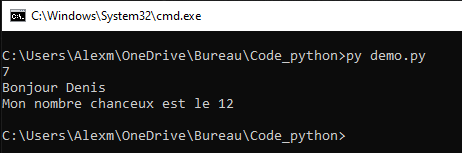 C:\Windows\System32\cmd.exe
C:\Users\Alexm\OneDrive\Bureau\Code_python>py demo.py
7
Bonjour Denis
Mon nombre chanceux est le 12
C:\Users\Alexm\OneDrive\Bureau\Code_python>